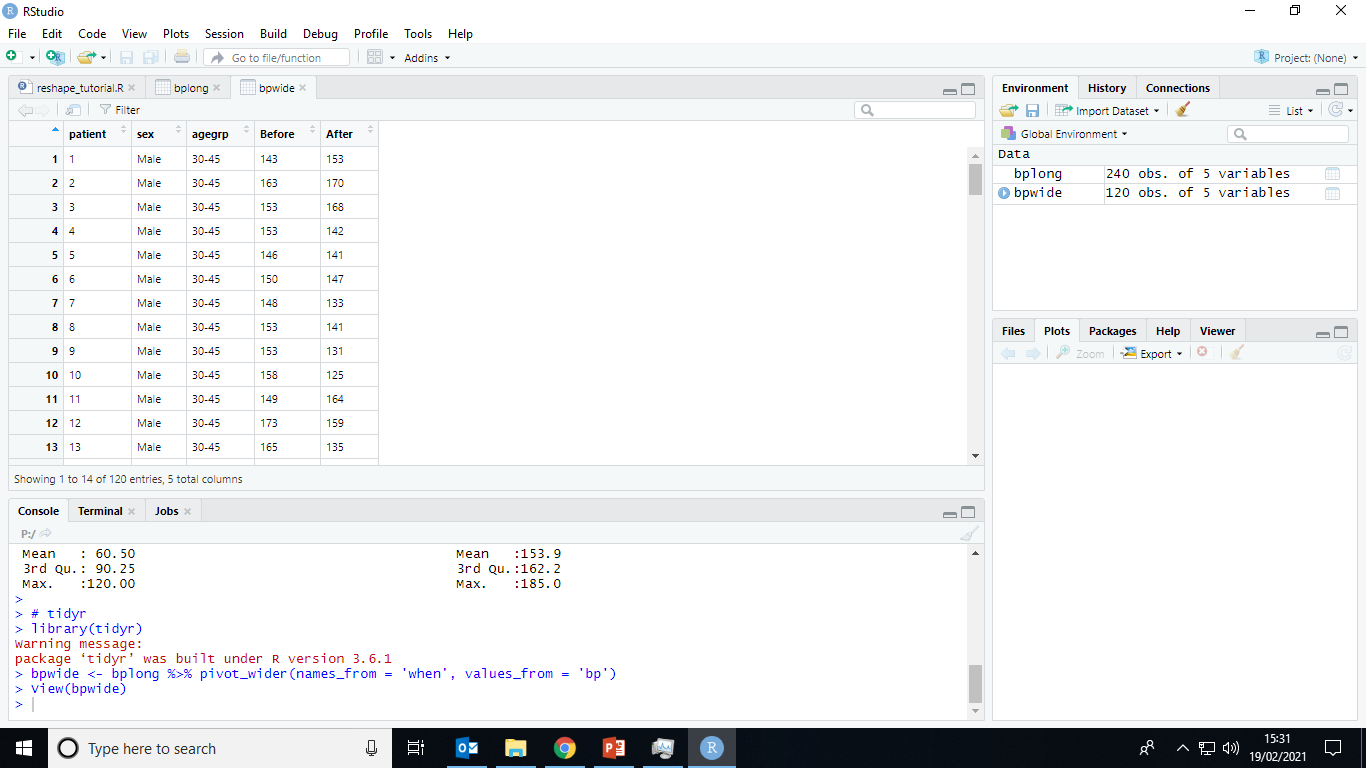 RStudio
File Edit Code View Plots Session Build Debug Profile Tools Help
Go to file/function Addins Project: (None)
reshape_tutorial.R bplong bpwide
Filter
patient sex agegrp Before After
1 1 Male 30-45 143 153
2 2 Male 30-45 163 170
3 3 Male 30-45 153 168
4 4 Male 30-45 153 142
5 5 Male 30-45 146 141
6 6 Male 30-45 150 147
7 7 Male 30-45 148 133
8 8 Male 30-45 153 141
9 9 Male 30-45 153 131
10 10 Male 30-45 158 125
11 11 Male 30-45 149 164
12 12 Male 30-45 173 159
13 13 Male 30-45 165 135
Showing 1 to 14 of 120 entries, 5 total columns
Console Terminal Jobs
P:/
Mean : 60.50 Mean :153.9
3rd Qu.: 90.25 3rd Qu.:162.2
Max. :120.00 Max. :185.0
>
> # tidyr
> library(tidyr)
Warning message:
package ‘tidyr’ was built under R version 3.6.1
> bpwide <- bplong %>% pivot_wider(names_from = 'when', values_from = 'bp')
> View(bpwide)
>
Environment History Connections
Import Dataset List
Global Environment
Data
bplong 240 obs. of 5 variables
bpwide 120 obs. of 5 variables
Files Plots Packages Help Viewer
Zoom Export
Type here to search
15:31
19/02/2021